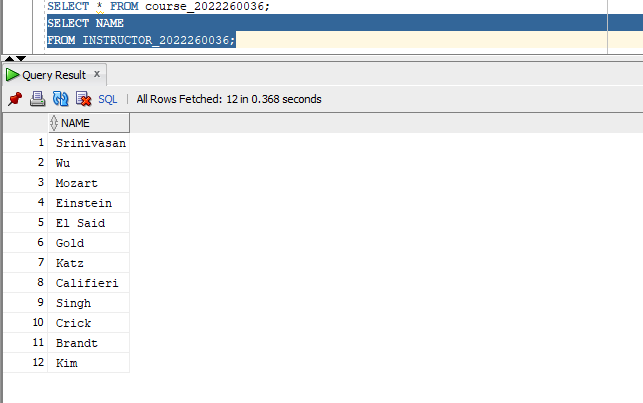 SELECT * FROM course_2022260036;
SELECT NAME
FROM INSTRUCTOR_2022260036;
Query Result x
SQL | All Rows Fetched: 12 in 0.368 seconds
NAME
1 Srinivasan
2 Wu
3 Mozart
4 Einstein
5 El Said
6 Gold
7 Katz
8 Califieri
9 Singh
10 Crick
11 Brandt
12 Kim